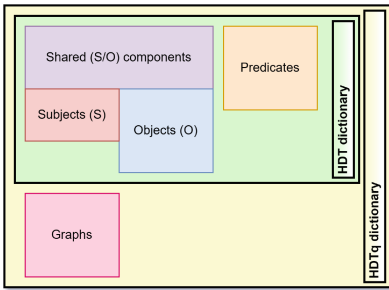 Shared (S/O) components
Predicates
Subjects (S)
Objects (O)
HDT dictionary
Graphs
HDTq dictionary